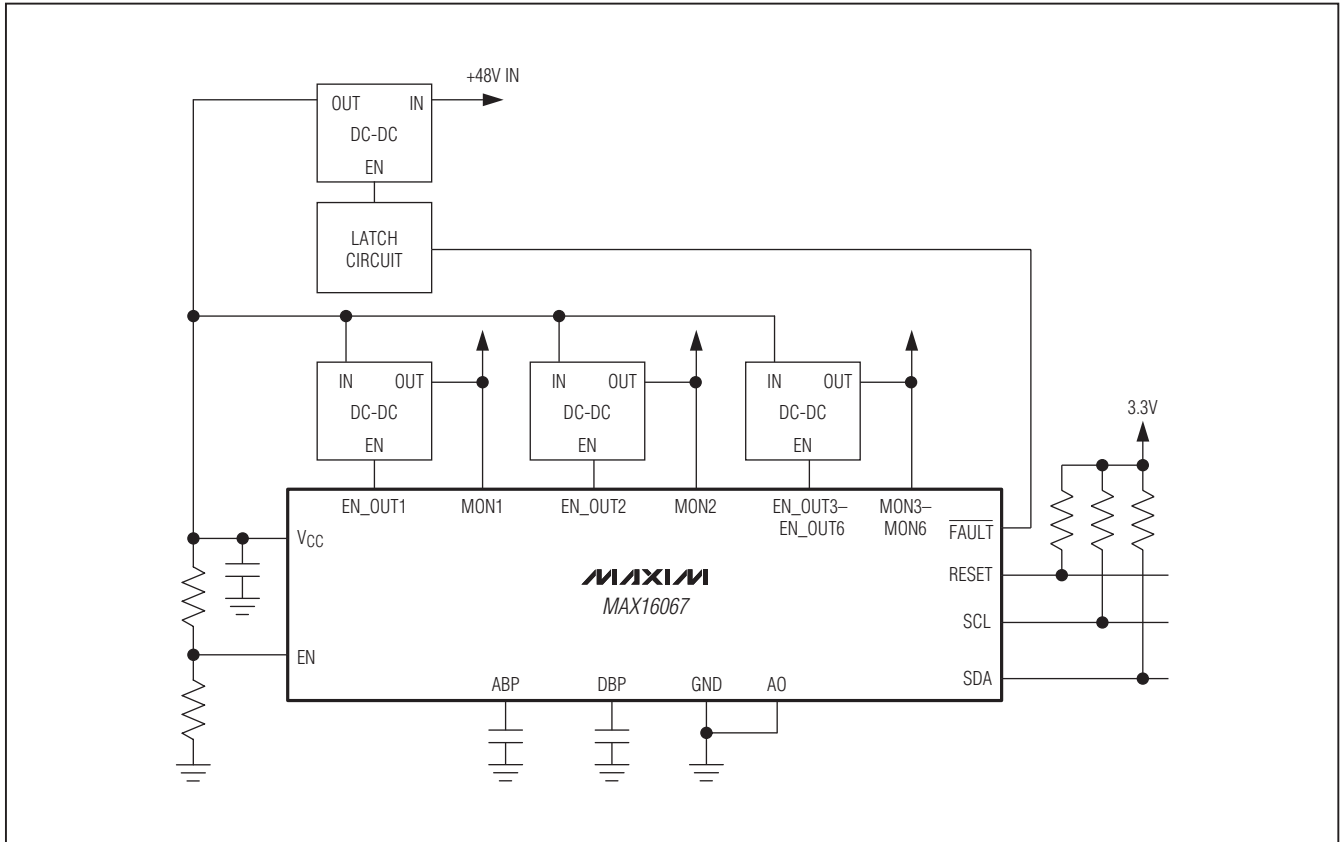 +48V IN
OUT IN
DC-DC
EN
LATCH
CIRCUIT
IN OUT
DC-DC
EN
IN OUT
DC-DC
EN
IN OUT
DC-DC
EN
3.3V
EN_OUT1
MON1
EN_OUT2
MON2
EN_OUT3–
EN_OUT6
MON3–
MON6
FAULT
VCC
RESET
MAXIM
MAX16067
SCL
EN
SDA
ABP
DBP
GND
A0